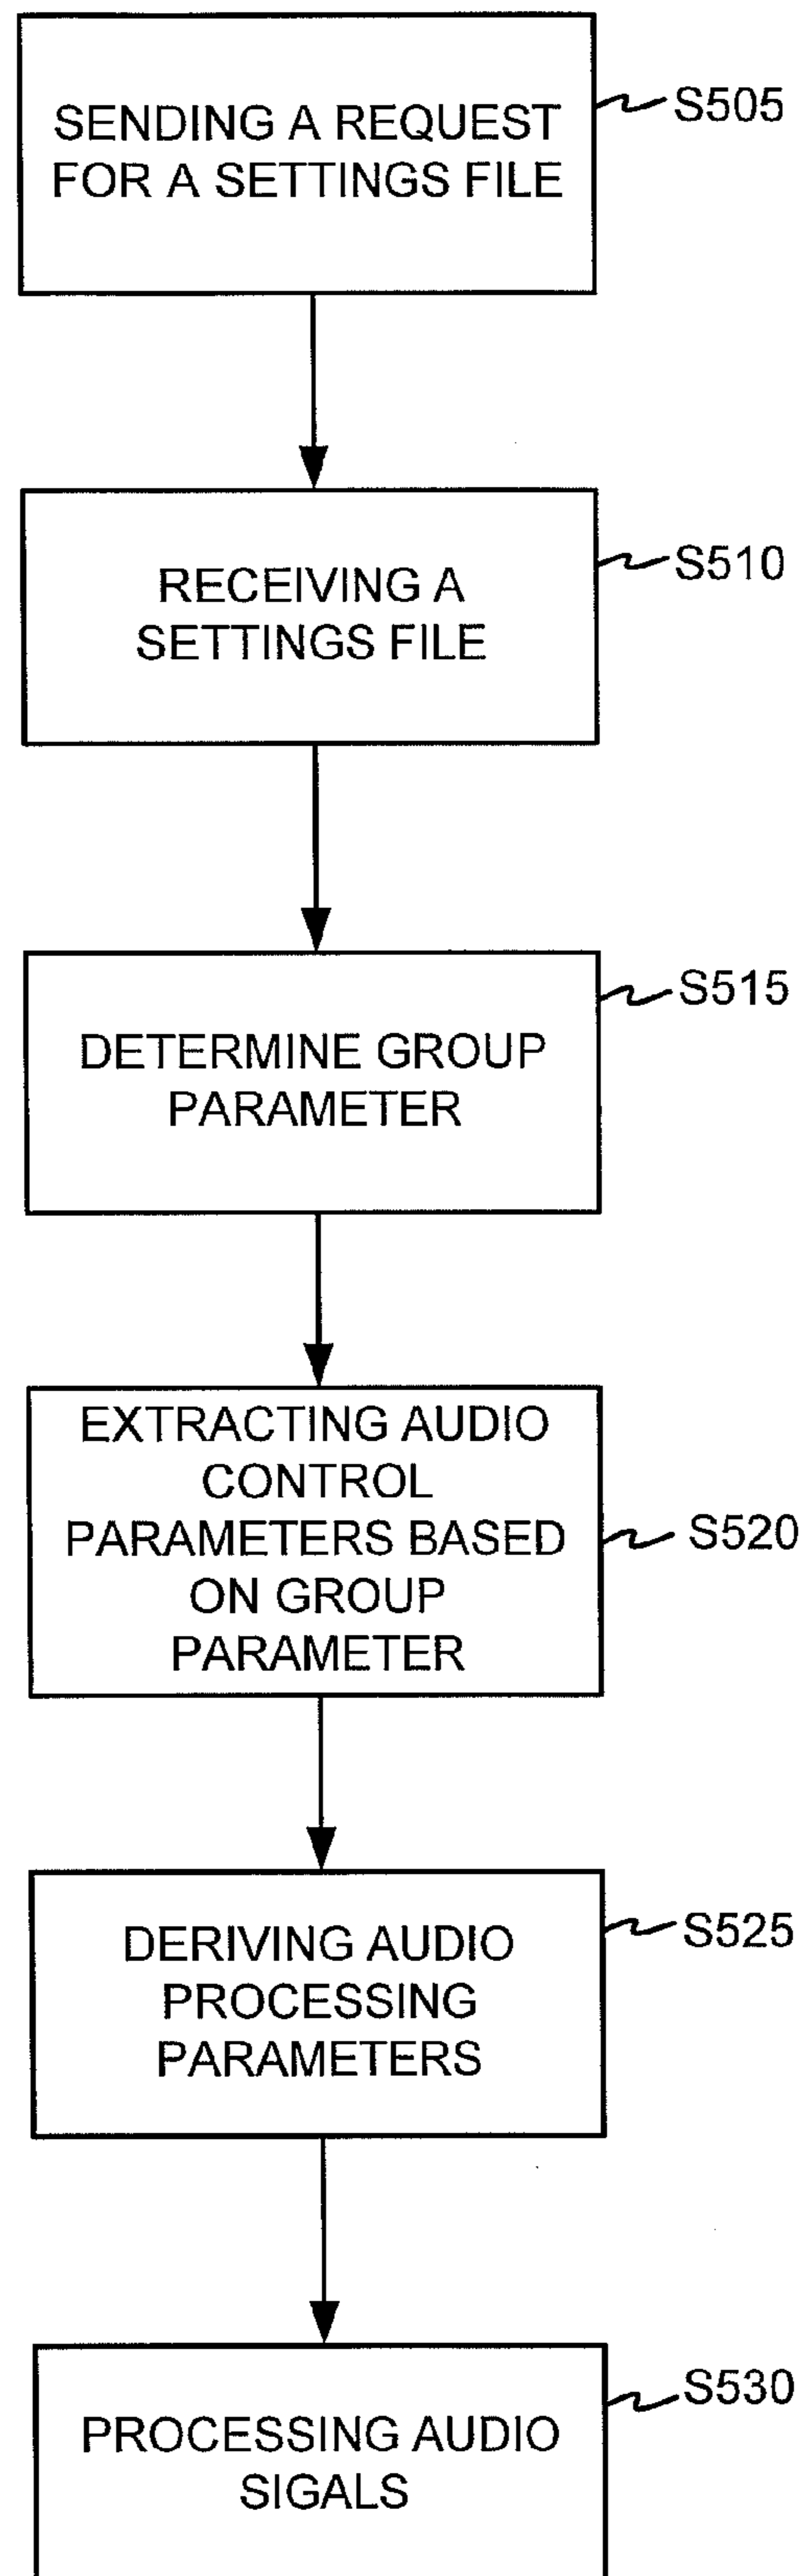 SENDING A REQUEST
FOR A SETTINGS FILE
S505
RECEIVING A
SETTINGS FILE
S510
DETERMINE GROUP
PARAMETER
S515
EXTRACTING AUDIO
CONTROL
PARAMETERS BASED
ON GROUP
PARAMETER
S520
DERIVING AUDIO
PROCESSING
PARAMETERS
S525
PROCESSING AUDIO
SIGALS
S530